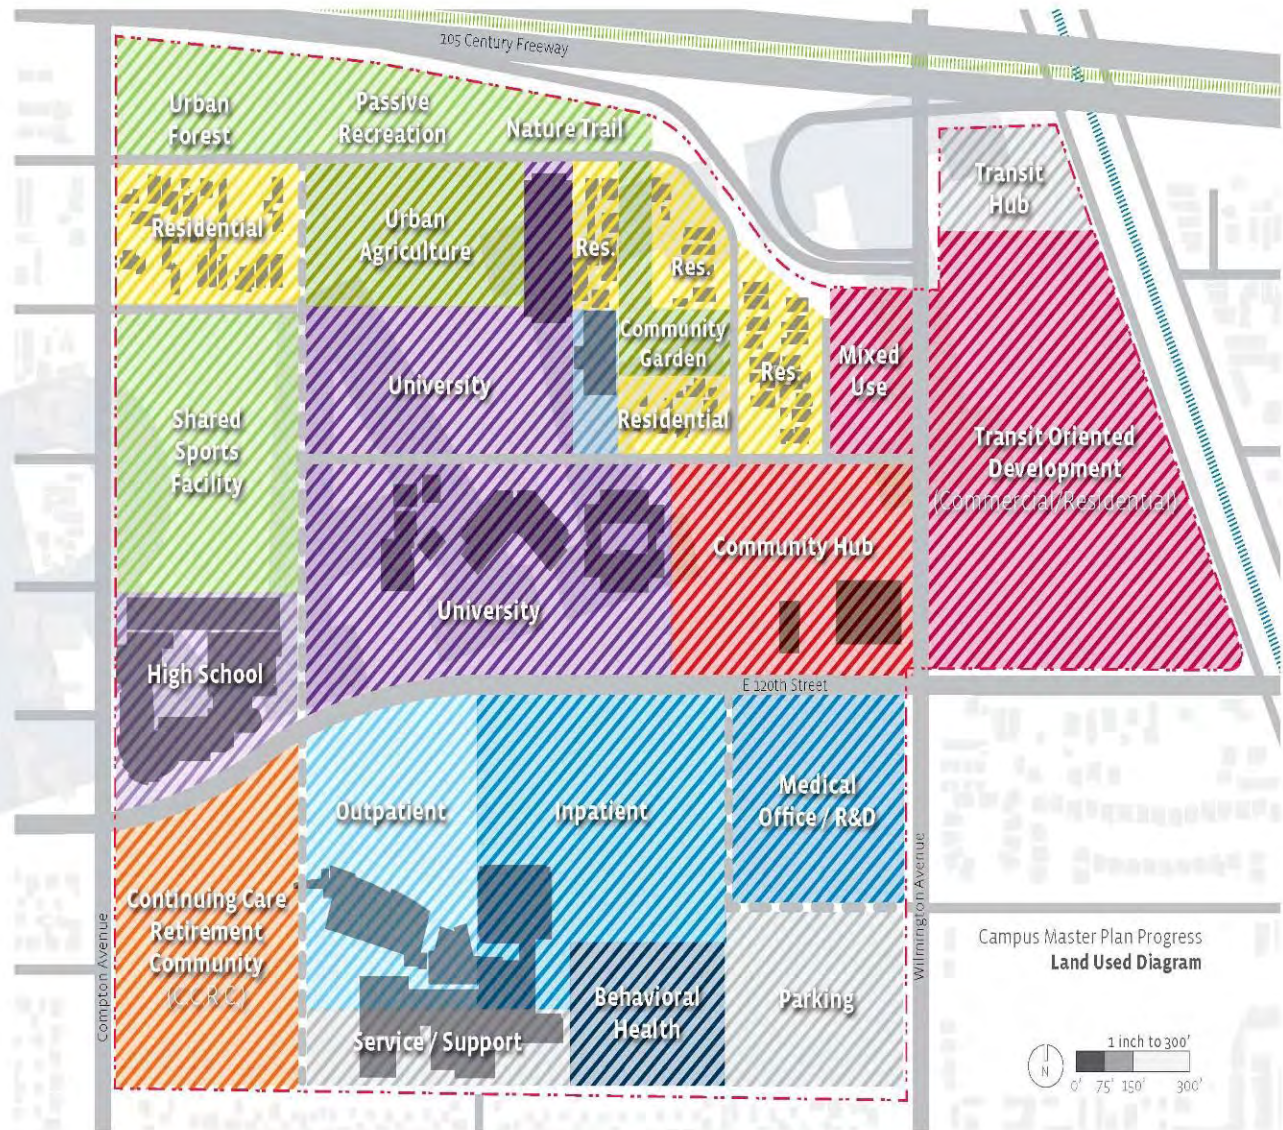 105 Century Freeway
Urban
Forest
Passive
Recreation
Nature Trail
Transit
Hub
Residential
Urban
Agriculture
Res.
Res.
Community
Garden
Res.
Mixed
Use
University
Residential
Shared
Sports
Facility
Transit Oriented
Development
(Commercial/Residential)
Community Hub
University
High School
E 120th Street
Outpatient
Inpatient
Medical
Office / R&D
Continuing Care
Retirement
Community
(C.C.R.C.)
Compton Avenue
Wilmington Avenue
Behavioral
Health
Parking
Service / Support
Campus Master Plan Progress
Land Used Diagram
1 inch to 300'
N
0' 75' 150' 300'